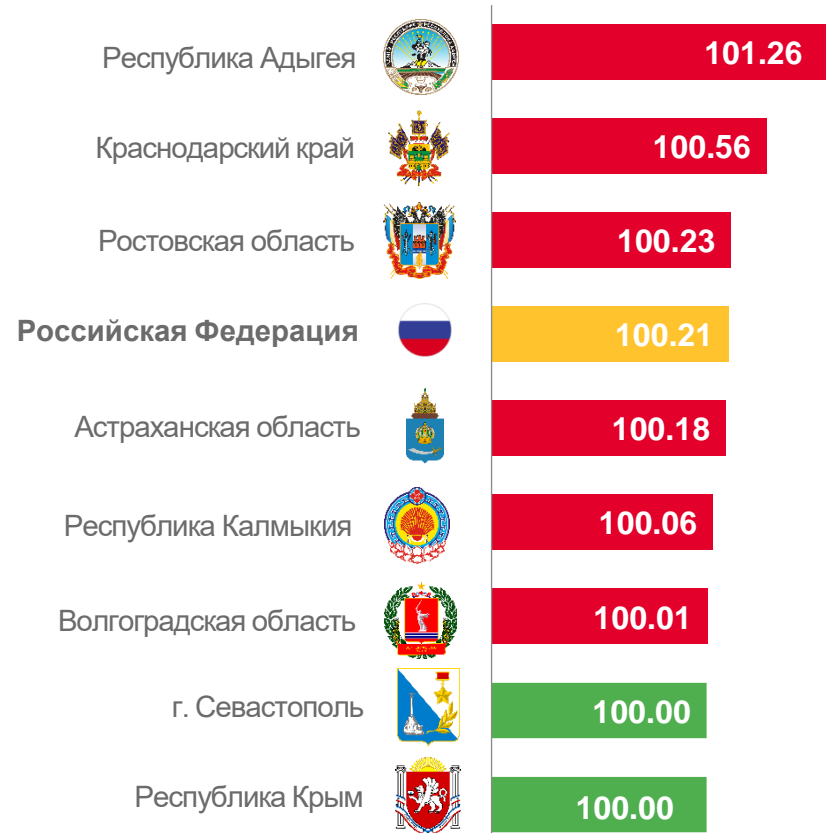 Республика Адыгея 101.26
Краснодарский край 100.56
Ростовская область 100.23
Российская Федерация 100.21
Астраханская область 100.18
Республика Калмыкия 100.06
Волгоградская область 100.01
г. Севастополь 100.00
Республика Крым 100.00